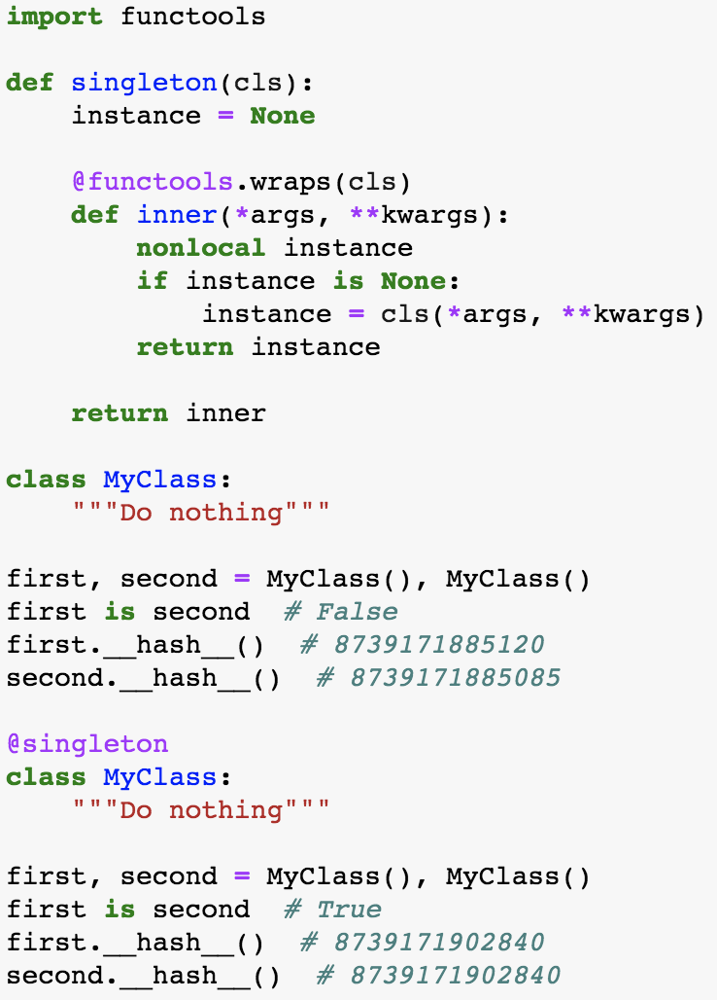 import functools

def singleton(cls):
    instance = None

    @functools.wraps(cls)
    def inner(*args, **kwargs):
        nonlocal instance
        if instance is None:
            instance = cls(*args, **kwargs)
        return instance

    return inner

class MyClass:
    """Do nothing"""

first, second = MyClass(), MyClass()
first is second  # False
first.__hash__()  # 8739171885120
second.__hash__()  # 8739171885085

@singleton
class MyClass:
    """Do nothing"""

first, second = MyClass(), MyClass()
first is second  # True
first.__hash__()  # 8739171902840
second.__hash__()  # 8739171902840